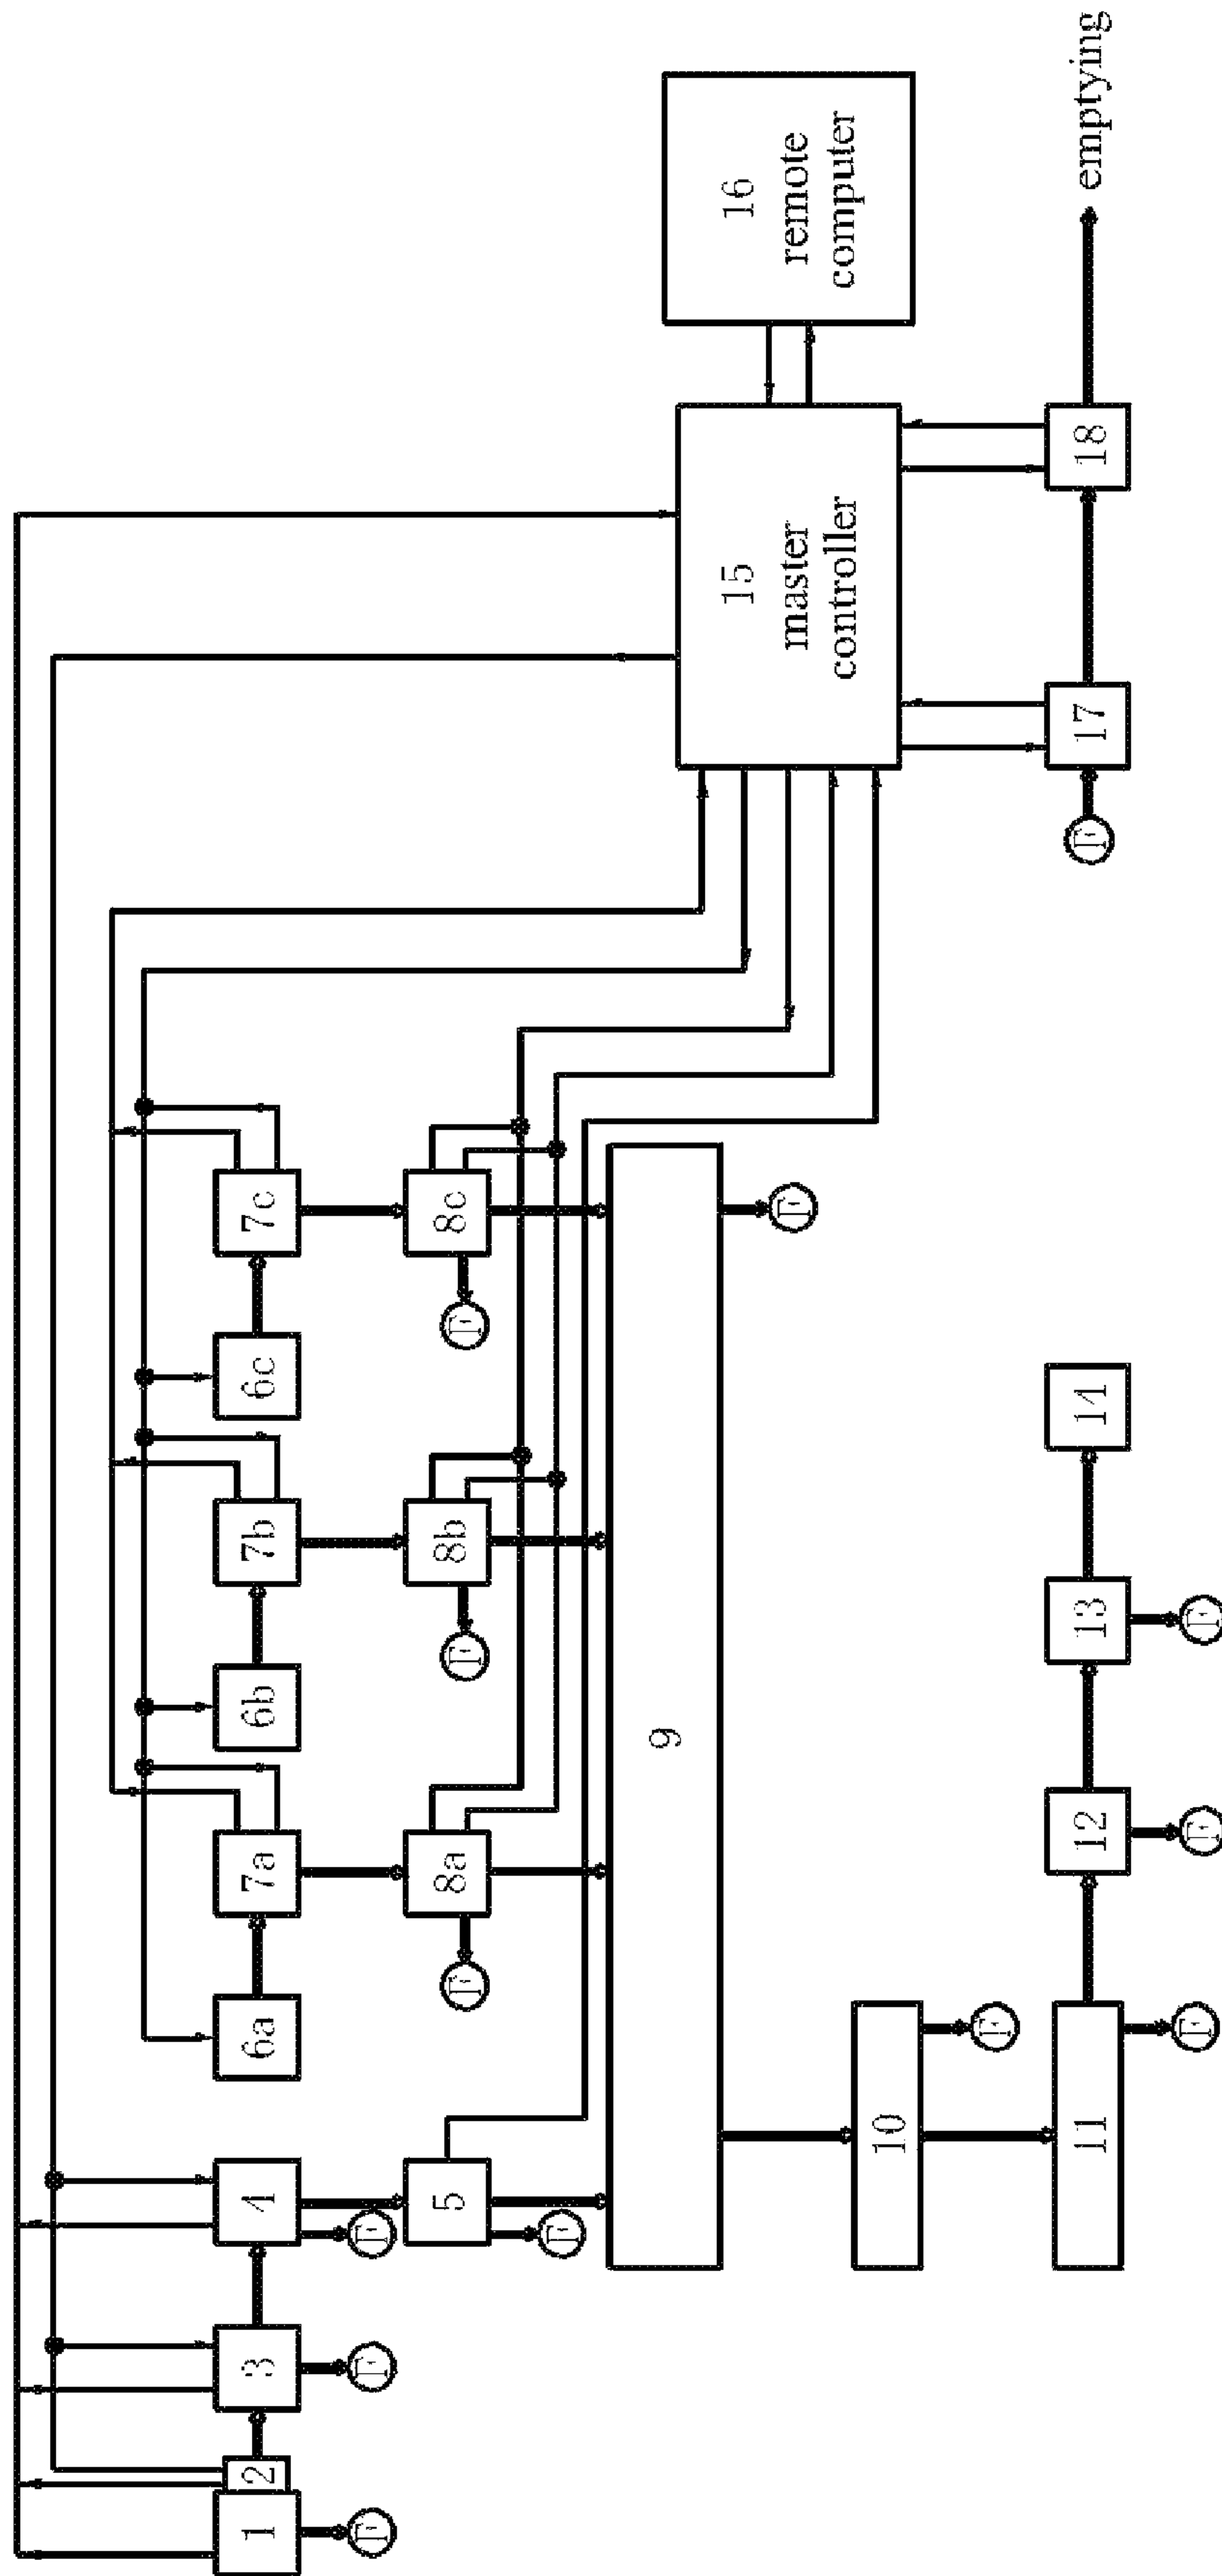 1
2
3
4
5
6a
7a
6b
7b
6c
7c
8a
8b
8c
F
F
F
F
F
F
F
9
F
10
F
11
F
12
F
13
F
14
15
master
controller
16
remote
computer
F
17
18
emptying